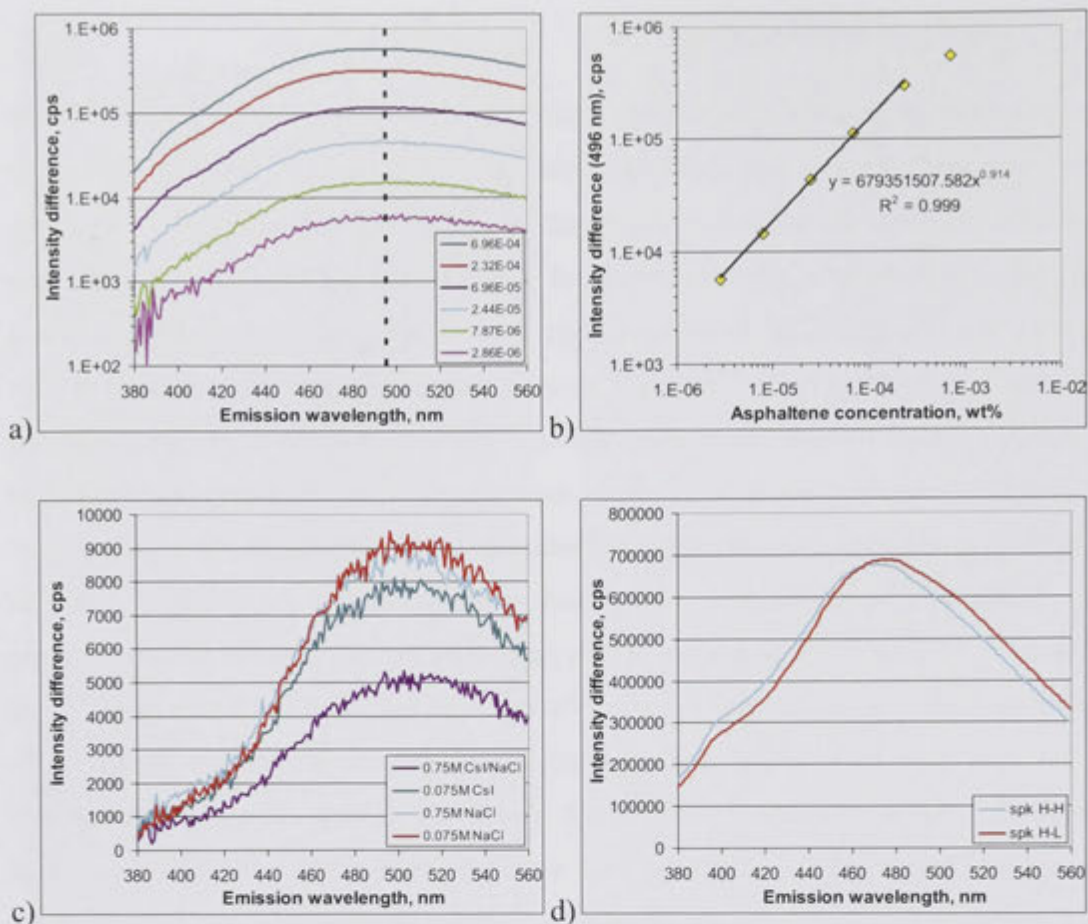 1.E+06
1.E+05
1.E+04
1.E+03
1.E+02
Intensity difference, cps
380 400 420 440 460 480 500 520 540 560
Emission wavelength, nm
6.96E-04
2.32E-04
6.96E-05
2.44E-05
7.87E-06
2.86E-06
a)
1.E+06
1.E+05
1.E+04
1.E+03
Intensity difference (496 nm), cps
y = 679351507.582x^0.914
R² = 0.999
1.E-06 1.E-05 1.E-04 1.E-03 1.E-02
Asphaltene concentration, wt%
b)
10000
9000
8000
7000
6000
5000
4000
3000
2000
1000
0
Intensity difference, cps
0.75M CsI/NaCl
0.075M CsI
0.75M NaCl
0.075M NaCl
380 400 420 440 460 480 500 520 540 560
Emission wavelength, nm
c)
800000
700000
600000
500000
400000
300000
200000
100000
0
Intensity difference, cps
spk H-H
spk H-L
380 400 420 440 460 480 500 520 540 560
Emission wavelength, nm
d)